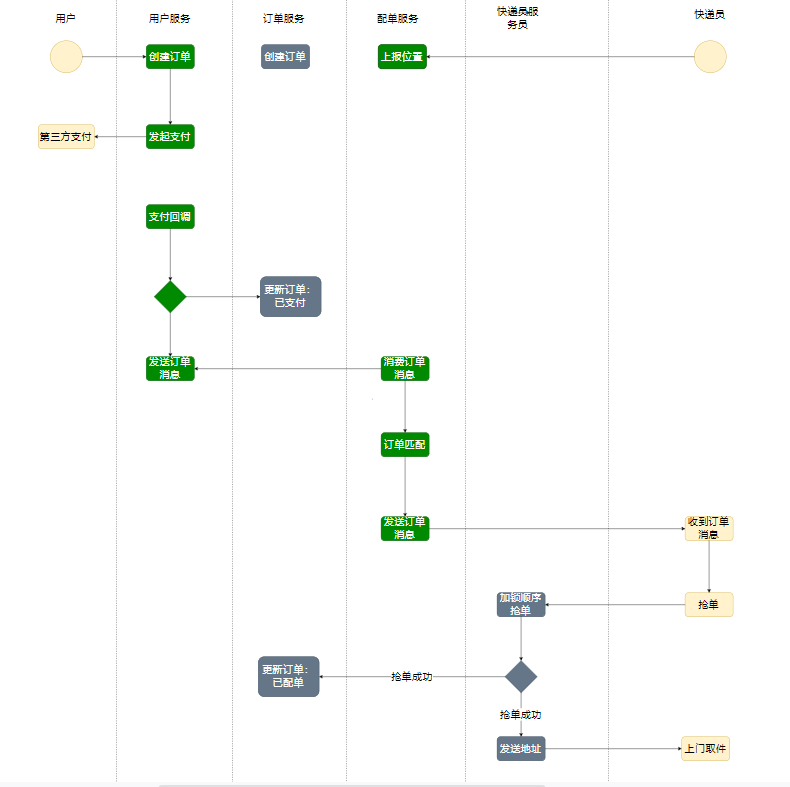 用户
用户服务
订单服务
配单服务
快递员服
务员
快递员
创建订单
创建订单
上报位置
第三方支付
发起支付
支付回调
更新订单：
已支付
发送订单
消息
消费订单
消息
订单匹配
发送订单
消息
收到订单
消息
加锁顺序
抢单
抢单
更新订单：
已配单
抢单成功
抢单成功
发送地址
上门取件